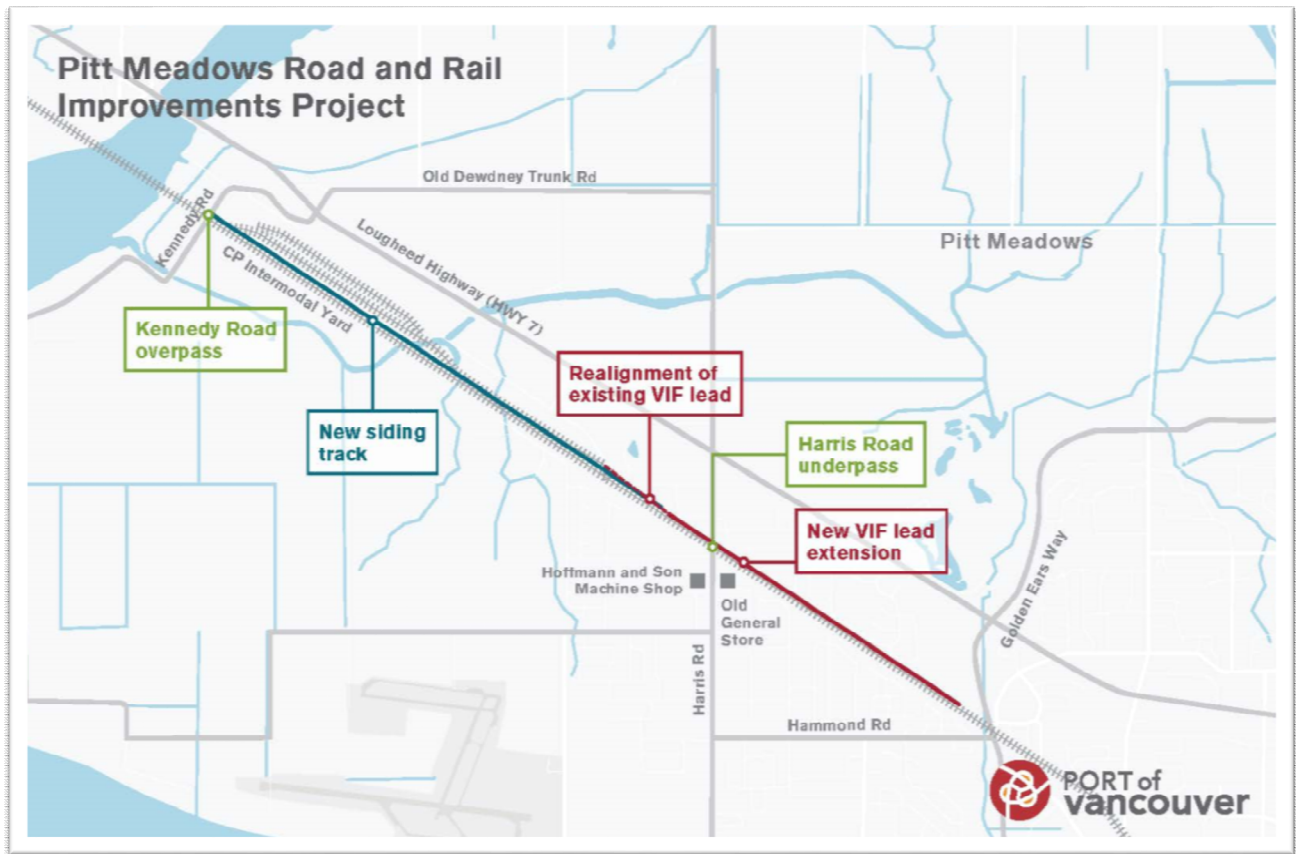 Pitt Meadows Road and Rail
Improvements Project
Old Dewdney Trunk Rd
Kennedy Rd
Lougheed Highway (HWY 7)
Pitt Meadows
CP Intermodal Yard
Kennedy Road
overpass
Realignment of
existing VIF lead
New siding
track
Harris Road
underpass
New VIF lead
extension
Golden Ears Way
Hoffmann and Son
Machine Shop
Old
General
Store
Harris Rd
Hammond Rd
PORT of
vancouver